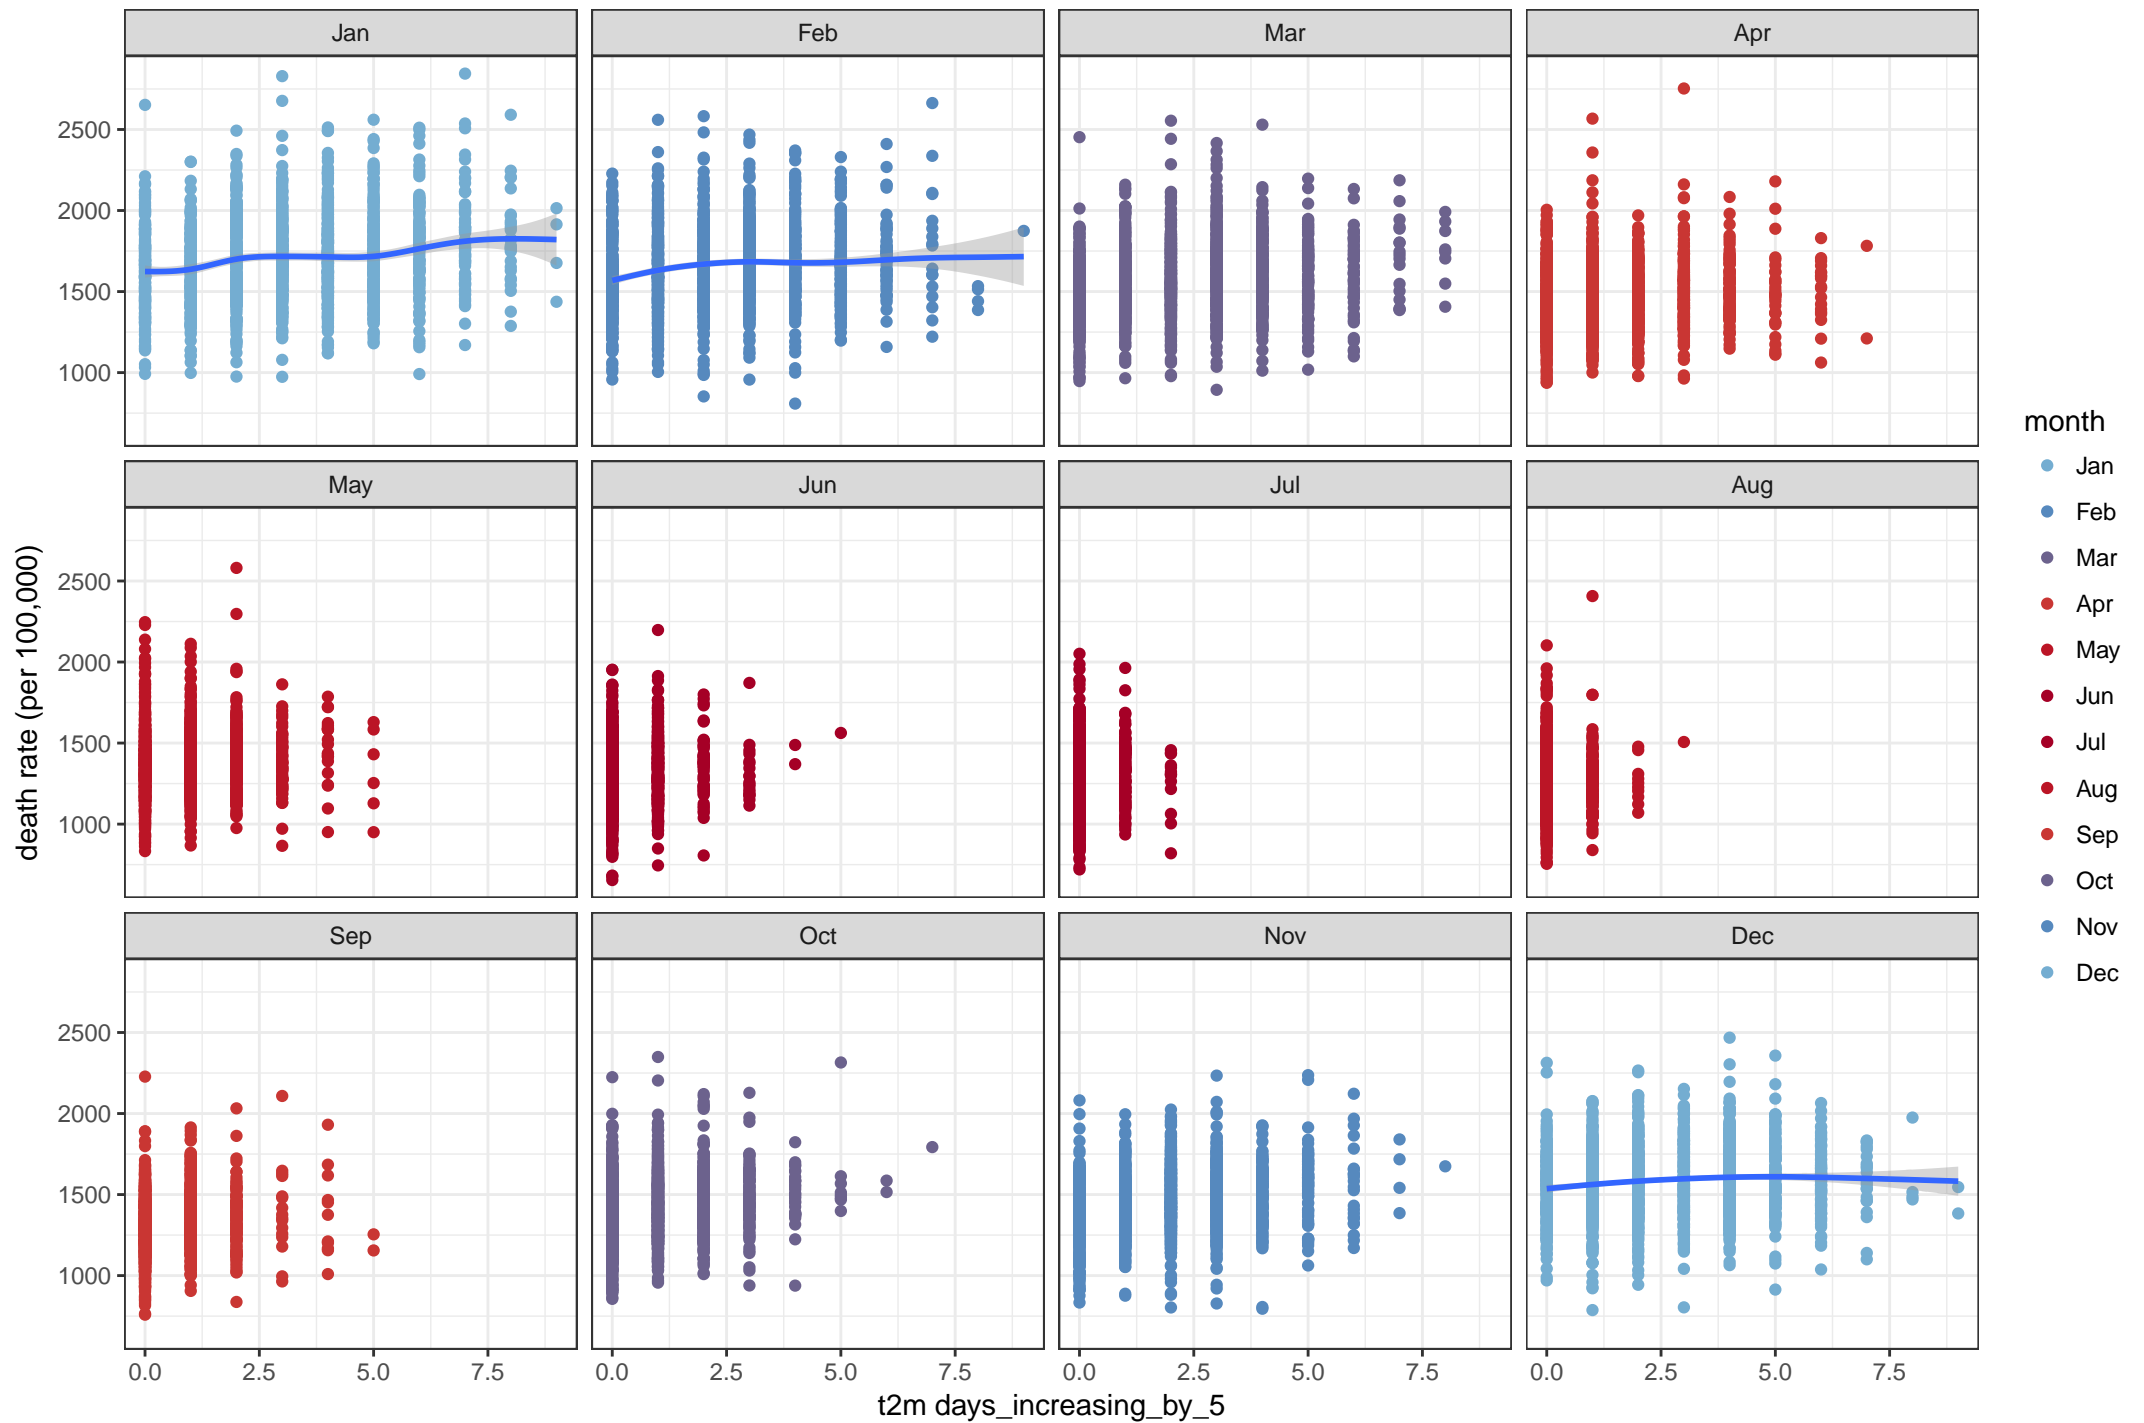 Jan Feb Mar Apr
2500
2000
1500
1000
May Jun Jul Aug
2500
2000
1500
1000
Sep Oct Nov Dec
2500
2000
1500
1000
0.0 2.5 5.0 7.5 0.0 2.5 5.0 7.5 0.0 2.5 5.0 7.5 0.0 2.5 5.0 7.5
t2m days_increasing_by_5
death rate (per 100,000)
month
Jan
Feb
Mar
Apr
May
Jun
Jul
Aug
Sep
Oct
Nov
Dec